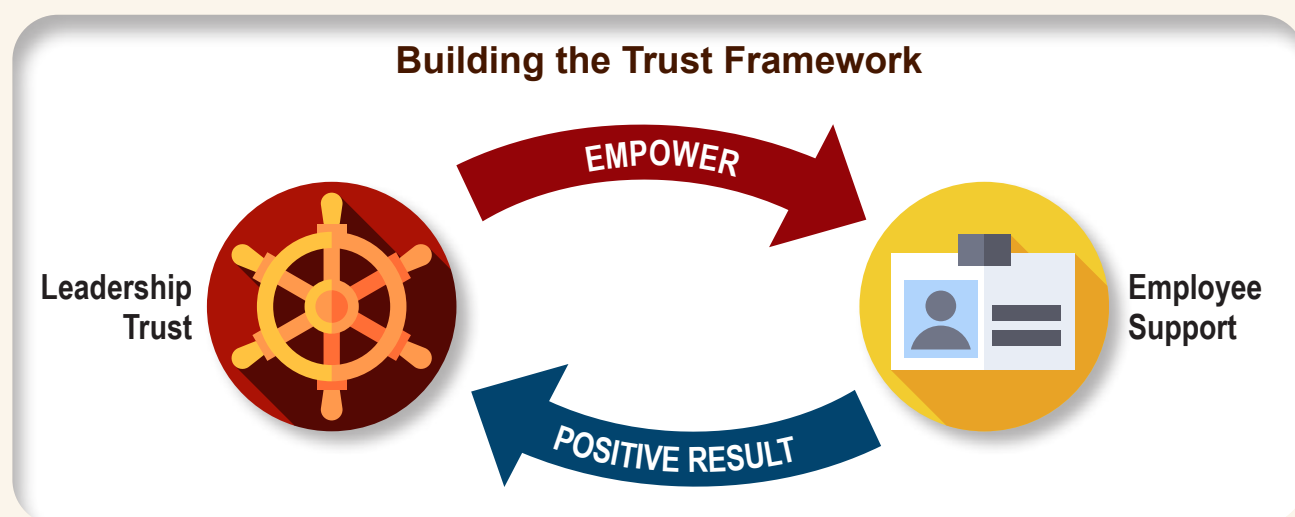 Building the Trust Framework
EMPOWER
Leadership
Trust
Employee
Support
POSITIVE RESULT